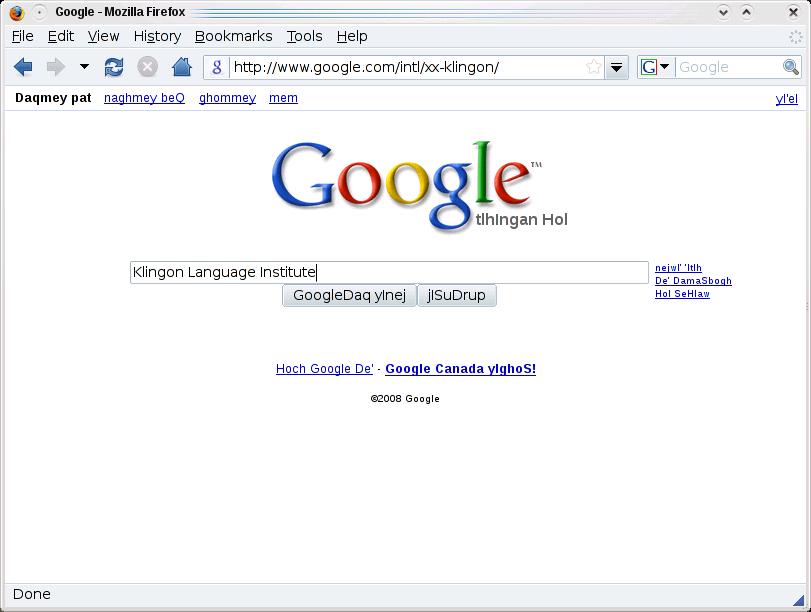 Google - Mozilla Firefox
File Edit View History Bookmarks Tools Help
g http://www.google.com/intl/xx-klingon/ G Google
Daqmey pat naghmey beQ ghommey mem yI'el
Google™
tlhIngan Hol
Klingon Language Institute
nejwI' 'Itlh
De' DamaSbogh
Hol SeHlaw
GoogleDaq yInej jISuDrup
Hoch Google De' - Google Canada yIghoS!
©2008 Google
Done